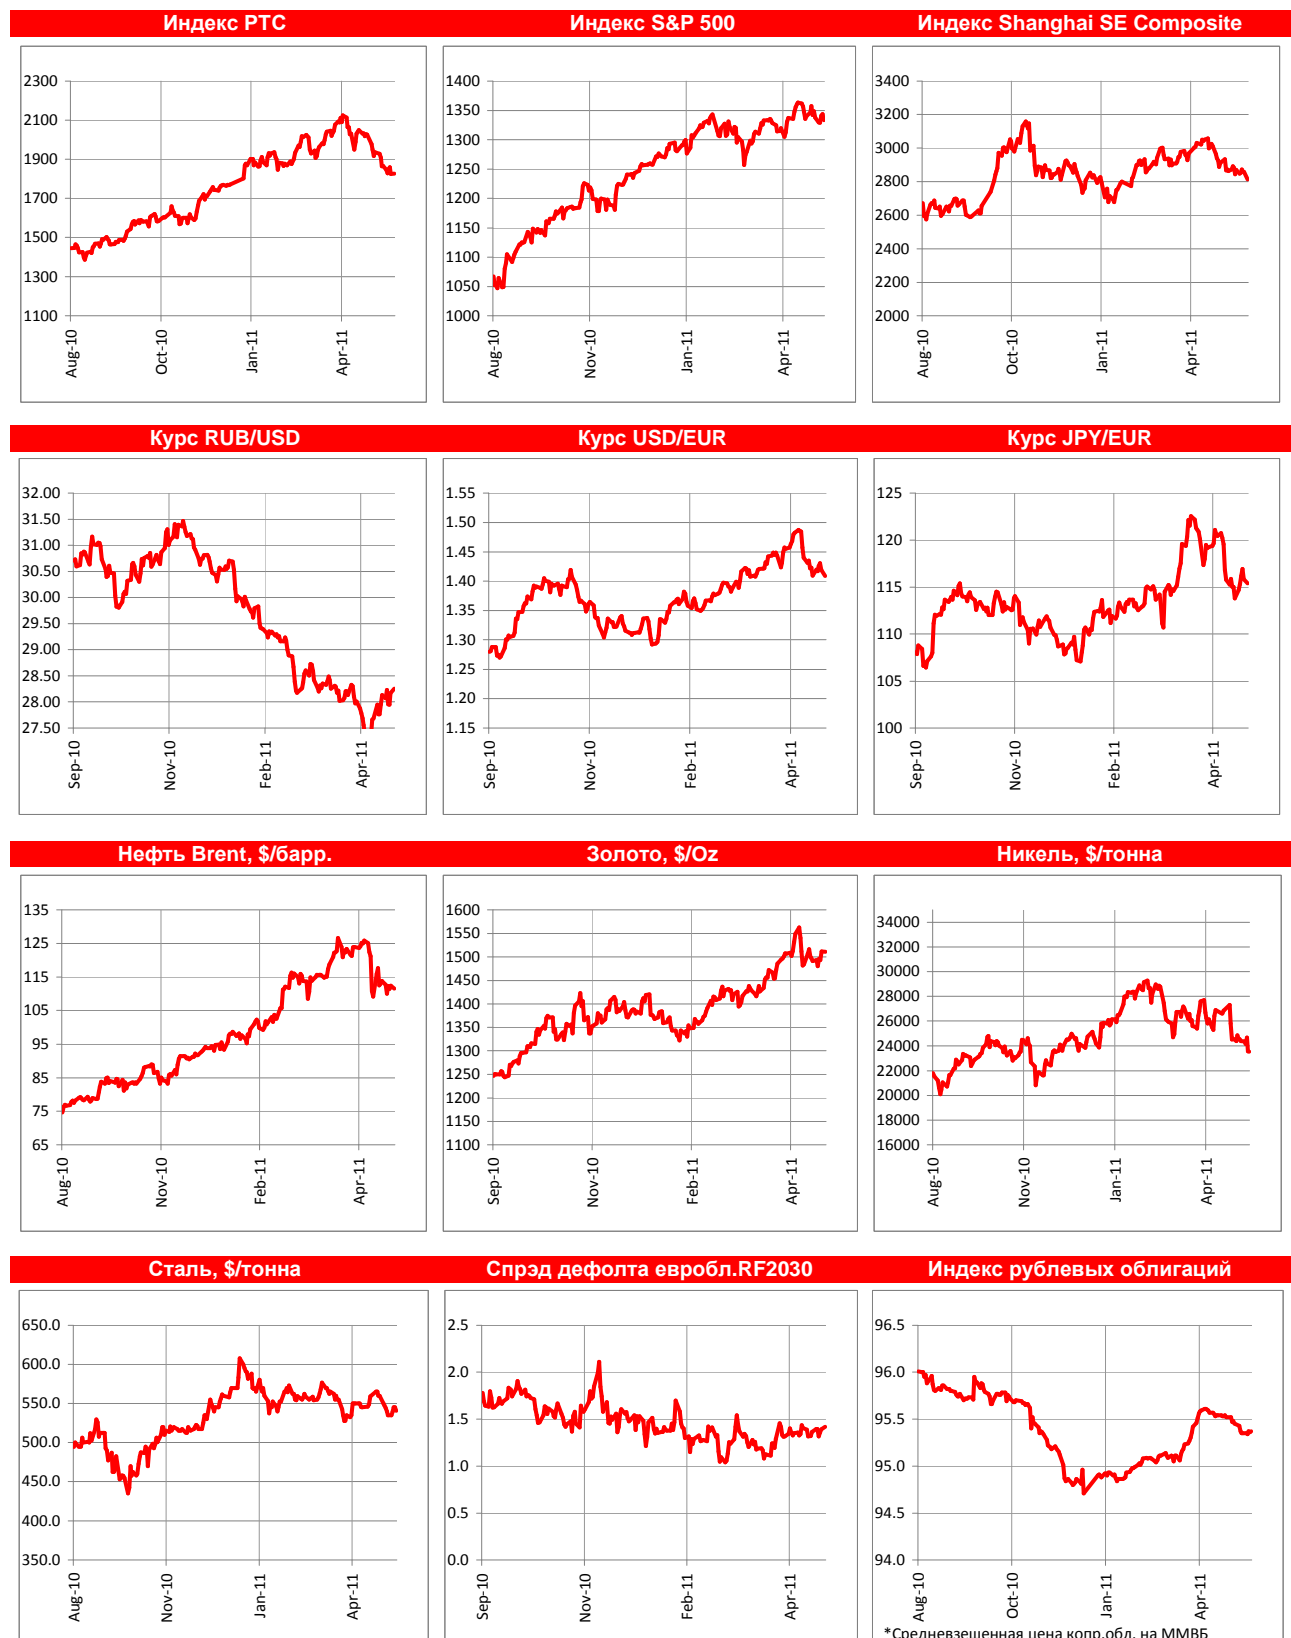 Индекс РТС
Индекс S&P 500
Индекс Shanghai SE Composite
2300
2100
1900
1700
1500
1300
1100
Aug-10
Oct-10
Jan-11
Apr-11
1400
1350
1300
1250
1200
1150
1100
1050
1000
Aug-10
Nov-10
Jan-11
Apr-11
3400
3200
3000
2800
2600
2400
2200
2000
Aug-10
Oct-10
Jan-11
Apr-11
Курс RUB/USD
Курс USD/EUR
Курс JPY/EUR
32.00
31.50
31.00
30.50
30.00
29.50
29.00
28.50
28.00
27.50
Sep-10
Nov-10
Feb-11
Apr-11
1.55
1.50
1.45
1.40
1.35
1.30
1.25
1.20
1.15
Sep-10
Nov-10
Feb-11
Apr-11
125
120
115
110
105
100
Sep-10
Nov-10
Feb-11
Apr-11
Нефть Brent, $/барр.
Золото, $/Oz
Никель, $/тонна
135
125
115
105
95
85
75
65
Aug-10
Nov-10
Feb-11
Apr-11
1600
1550
1500
1450
1400
1350
1300
1250
1200
1150
1100
Sep-10
Nov-10
Feb-11
Apr-11
34000
32000
30000
28000
26000
24000
22000
20000
18000
16000
Aug-10
Nov-10
Jan-11
Apr-11
Сталь, $/тонна
Спрэд дефолта евробл.RF2030
Индекс рублевых облигаций
650.0
600.0
550.0
500.0
450.0
400.0
350.0
Aug-10
Nov-10
Jan-11
Apr-11
2.5
2.0
1.5
1.0
0.5
0.0
Sep-10
Nov-10
Feb-11
Apr-11
96.5
96.0
95.5
95.0
94.5
94.0
Aug-10
Oct-10
Jan-11
Apr-11
*Средневзешенная цена копр.обл. на ММВБ